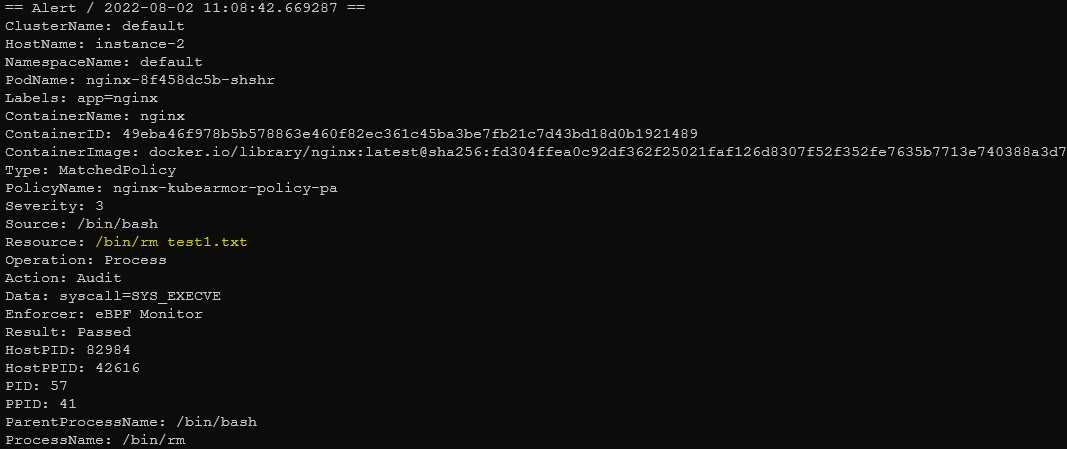 == Alert / 2022-08-02 11:08:42.669287 ==
ClusterName: default
HostName: instance-2
NamespaceName: default
PodName: nginx-8f458dc5b-shshr
Labels: app=nginx
ContainerName: nginx
ContainerID: 49eba46f978b5b578863e460f82ec361c45ba3be7fb21c7d43bd18d0b1921489
ContainerImage: docker.io/library/nginx:latest@sha256:fd304ffea0c92df362f25021faf126d8307f52f352fe7635b7713e740388a3d7
Type: MatchedPolicy
PolicyName: nginx-kubearmor-policy-pa
Severity: 3
Source: /bin/bash
Resource: /bin/rm test1.txt
Operation: Process
Action: Audit
Data: syscall=SYS_EXECVE
Enforcer: eBPF Monitor
Result: Passed
HostPID: 82984
HostPPID: 42616
PID: 57
PPID: 41
ParentProcessName: /bin/bash
ProcessName: /bin/rm